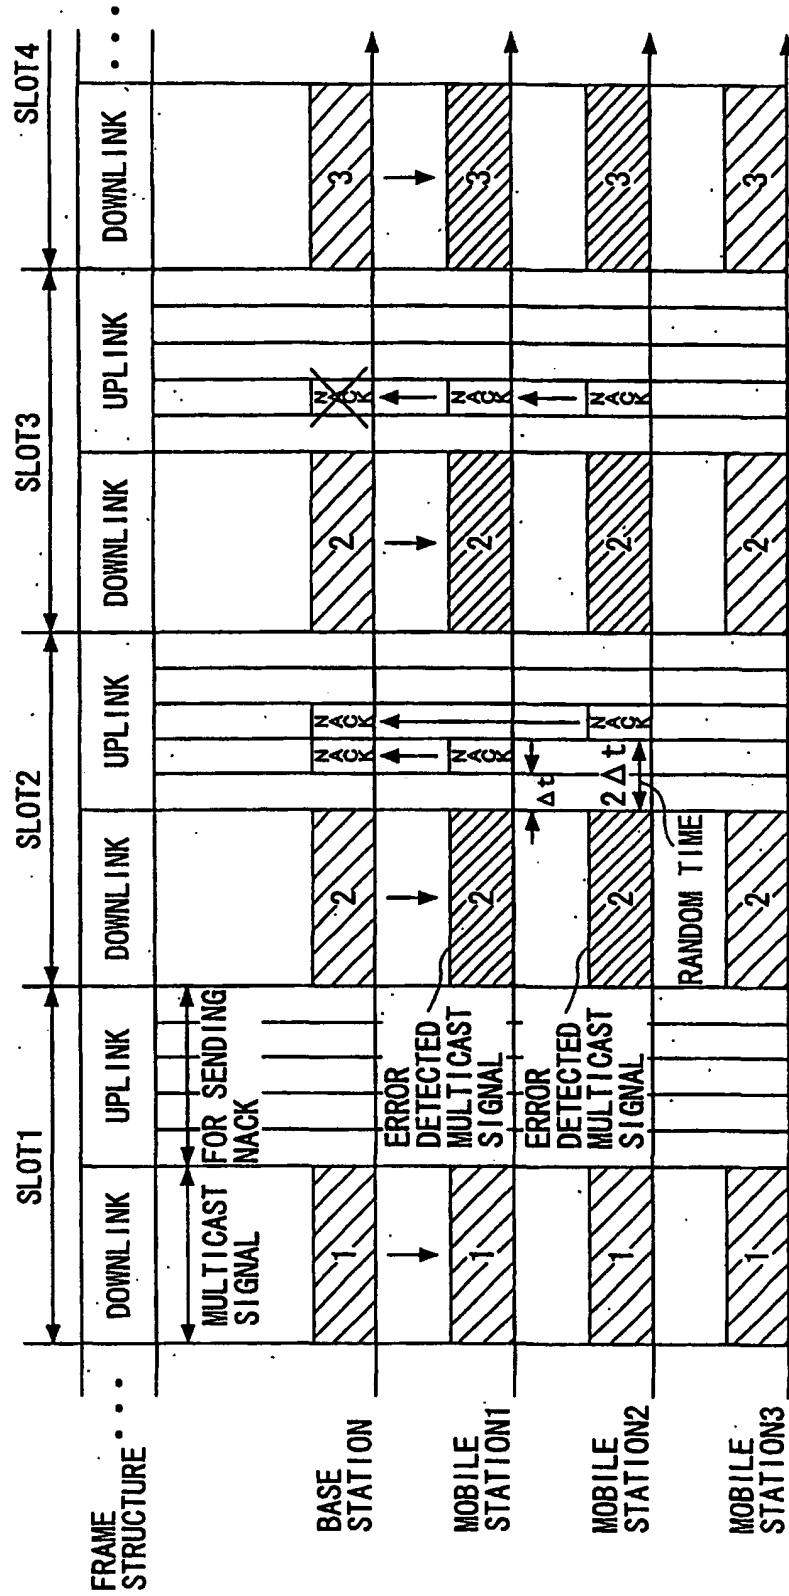 FRAME
STRUCTURE
• • •
SLOT1
SLOT2
SLOT3
SLOT4
DOWNLINK
UPLINK
DOWNLINK
UPLINK
DOWNLINK
UPLINK
DOWNLINK
• • •
MULTICAST
SIGNAL
FOR SENDING
NACK
BASE
STATION
1
2
NACK
NACK
2
NACK
3
MOBILE
STATION1
1
ERROR
DETECTED
MULTICAST
SIGNAL
2
NACK
2
NACK
3
Δt
MOBILE
STATION2
1
ERROR
DETECTED
MULTICAST
SIGNAL
2
2Δt
NACK
2
NACK
3
RANDOM TIME
MOBILE
STATION3
1
2
2
3